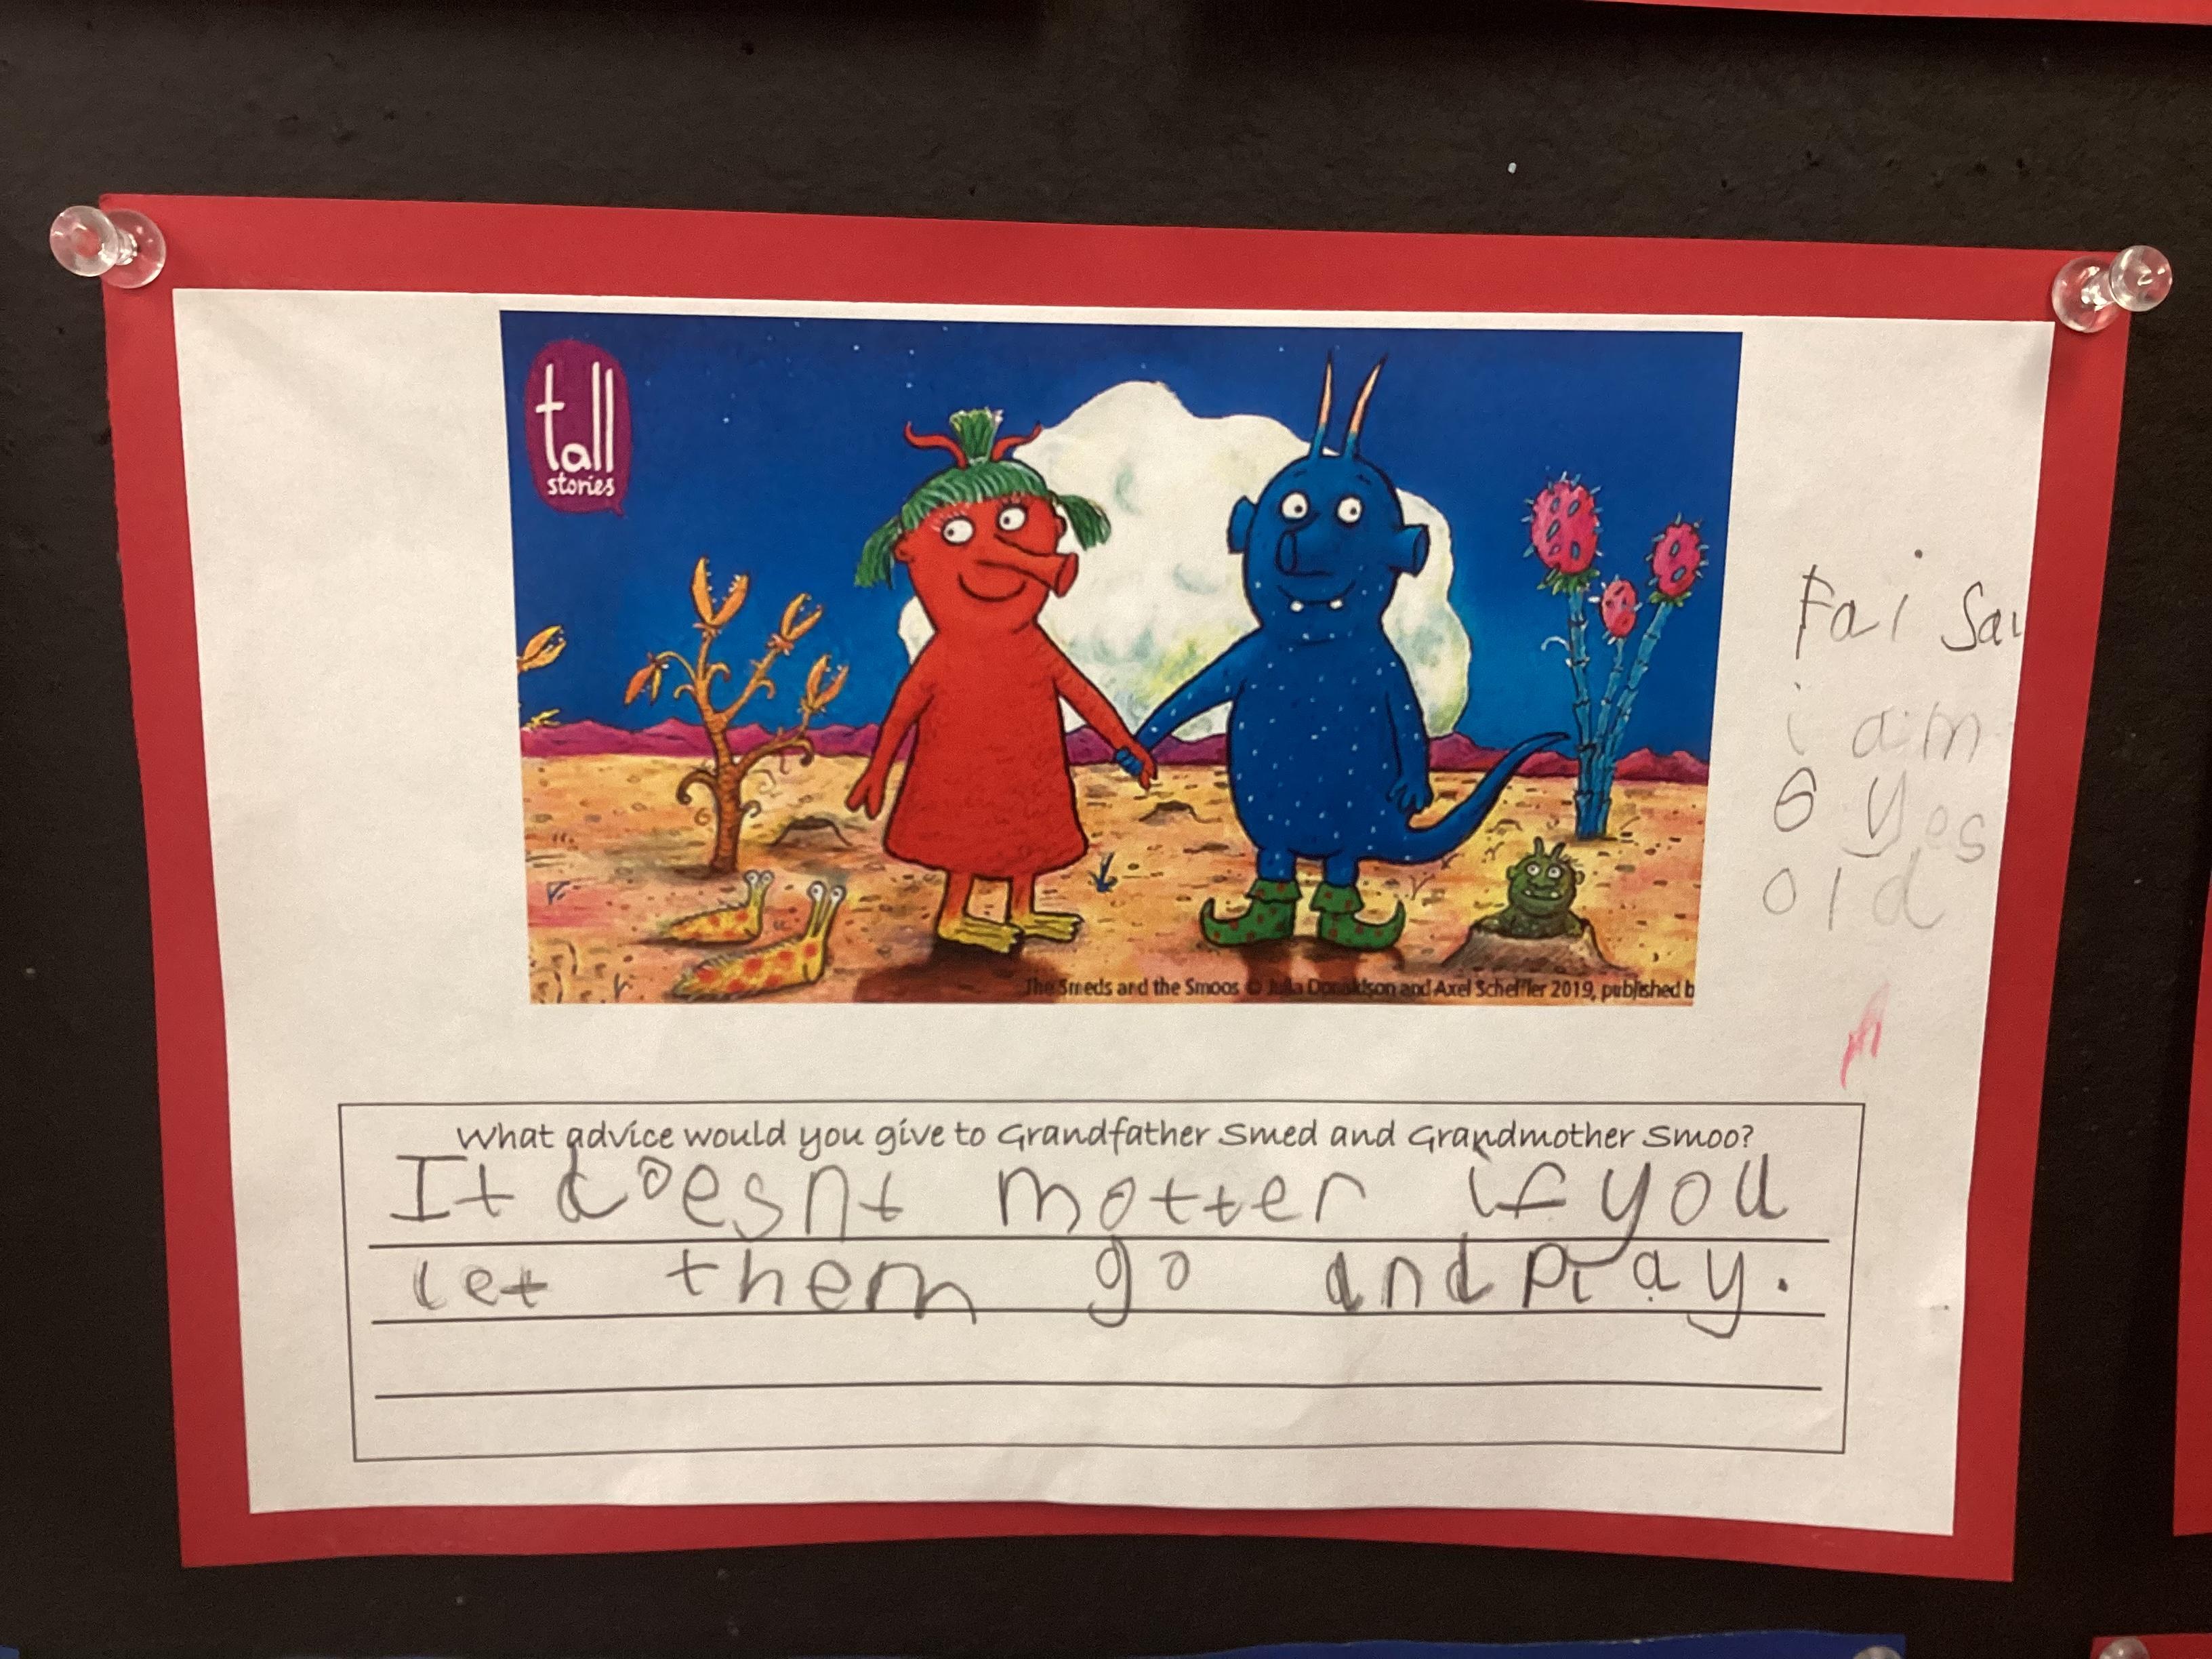 tall
stories
The Smeds and the Smoos © Julia Donaldson and Axel Scheffler 2019, published b
Fai Sal
i am
6 yes
old
What advice would you give to Grandfather Smed and Grandmother Smoo?
It doesnt motter if you
let them go and play.